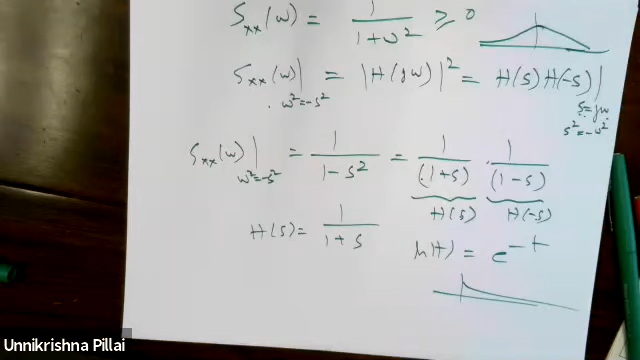 S_xx(ω) = 1/(1+ω²) ≥ 0
S_xx(ω)|_{ω²=-s²} = |H(jω)|² = H(s)H(-s)|_{s=jω, s²=-ω²}
S_xx(ω)|_{ω²=-s²} = 1/(1-s²) = 1/(1+s) · 1/(1-s)
H(s) H(-s)
H(s) = 1/(1+s) h(t) = e^{-t}
Unnikrishna Pillai